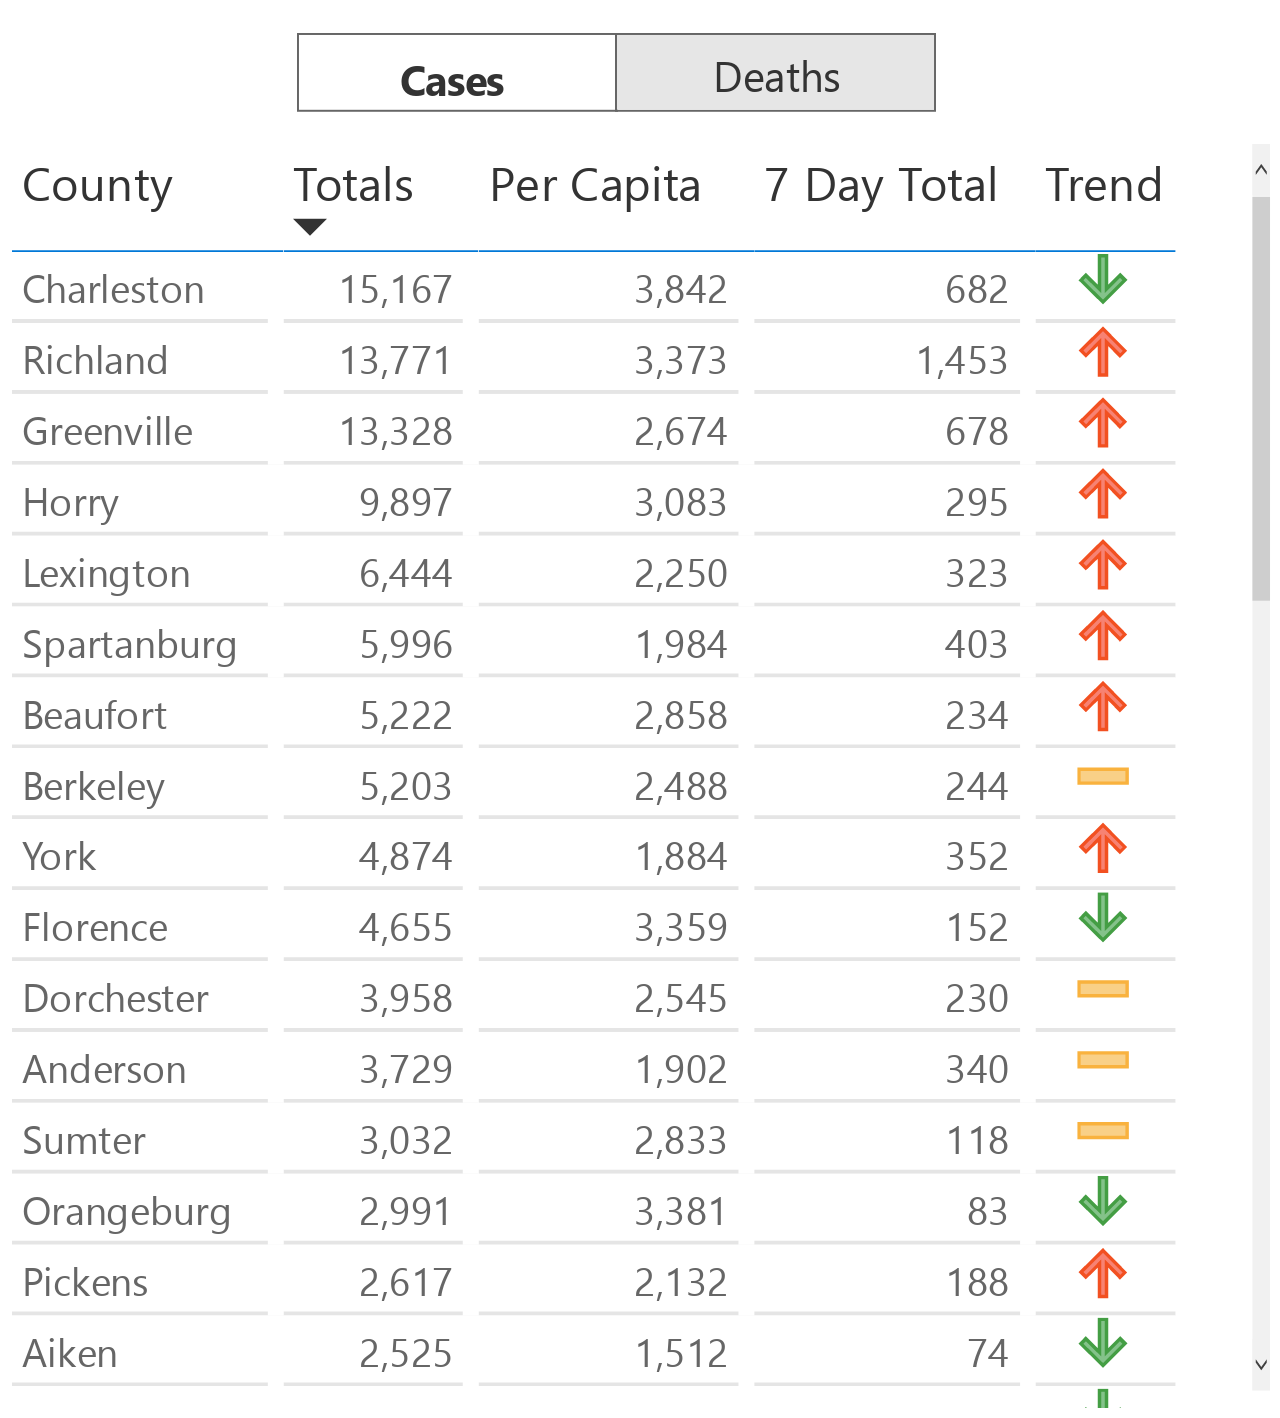 Cases Deaths
County Totals Per Capita 7 Day Total Trend
Charleston 15,167 3,842 682
Richland 13,771 3,373 1,453
Greenville 13,328 2,674 678
Horry 9,897 3,083 295
Lexington 6,444 2,250 323
Spartanburg 5,996 1,984 403
Beaufort 5,222 2,858 234
Berkeley 5,203 2,488 244
York 4,874 1,884 352
Florence 4,655 3,359 152
Dorchester 3,958 2,545 230
Anderson 3,729 1,902 340
Sumter 3,032 2,833 118
Orangeburg 2,991 3,381 83
Pickens 2,617 2,132 188
Aiken 2,525 1,512 74